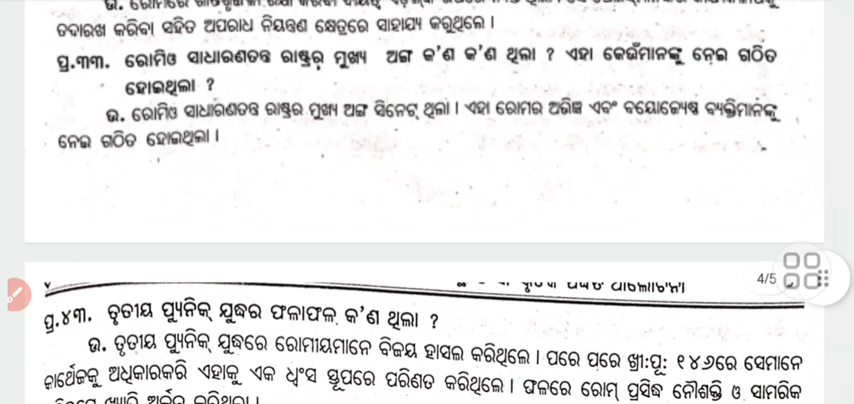 ତଦାରଖ କରିବା ସହିତ ଅପରାଧ ନିୟନ୍ତ୍ରଣ କ୍ଷେତ୍ରରେ ସାହାଯ୍ୟ କରୁଥିଲେ ।
ପ୍ର.୩୩. ରୋମିଓ ସାଧାରଣତନ୍ତ୍ର ରାଷ୍ଟ୍ରର ମୁଖ୍ୟ ଅଙ୍ଗ କ'ଣ କ'ଣ ଥିଲା ? ଏହା କେଉଁମାନଙ୍କୁ ନେଇ ଗଠିତ
ହୋଇଥିଲା ?
ଉ. ରୋମିଓ ସାଧାରଣତନ୍ତ୍ର ରାଷ୍ଟ୍ରର ମୁଖ୍ୟ ଅଙ୍ଗ ସିନେଟ୍ ଥିଲା । ଏହା ରୋମର ଅଭିଜ୍ଞ ଏବଂ ବୟୋଜ୍ୟେଷ୍ଠ ବ୍ୟକ୍ତିମାନଙ୍କୁ
ନେଇ ଗଠିତ ହୋଇଥିଲା ।
4/5
ପ୍ର.୪୩. ତୃତୀୟ ପ୍ୟୁନିକ୍ ଯୁଦ୍ଧର ଫଳାଫଳ କ'ଣ ଥିଲା ?
ଉ. ତୃତୀୟ ପ୍ୟୁନିକ୍ ଯୁଦ୍ଧରେ ରୋମୀୟମାନେ ବିଜୟ ହାସଲ କରିଥିଲେ । ପରେ ପରେ ଖ୍ରୀ:ପୂ: ୧୪୬ରେ ସେମାନେ
କାର୍ଥେଜକୁ ଅଧିକାରକରି ଏହାକୁ ଏକ ଧ୍ୱଂସ ସ୍ତୂପରେ ପରିଣତ କରିଥିଲେ । ଫଳରେ ରୋମ୍ ପ୍ରସିଦ୍ଧ ନୌଶକ୍ତି ଓ ସାମରିକ